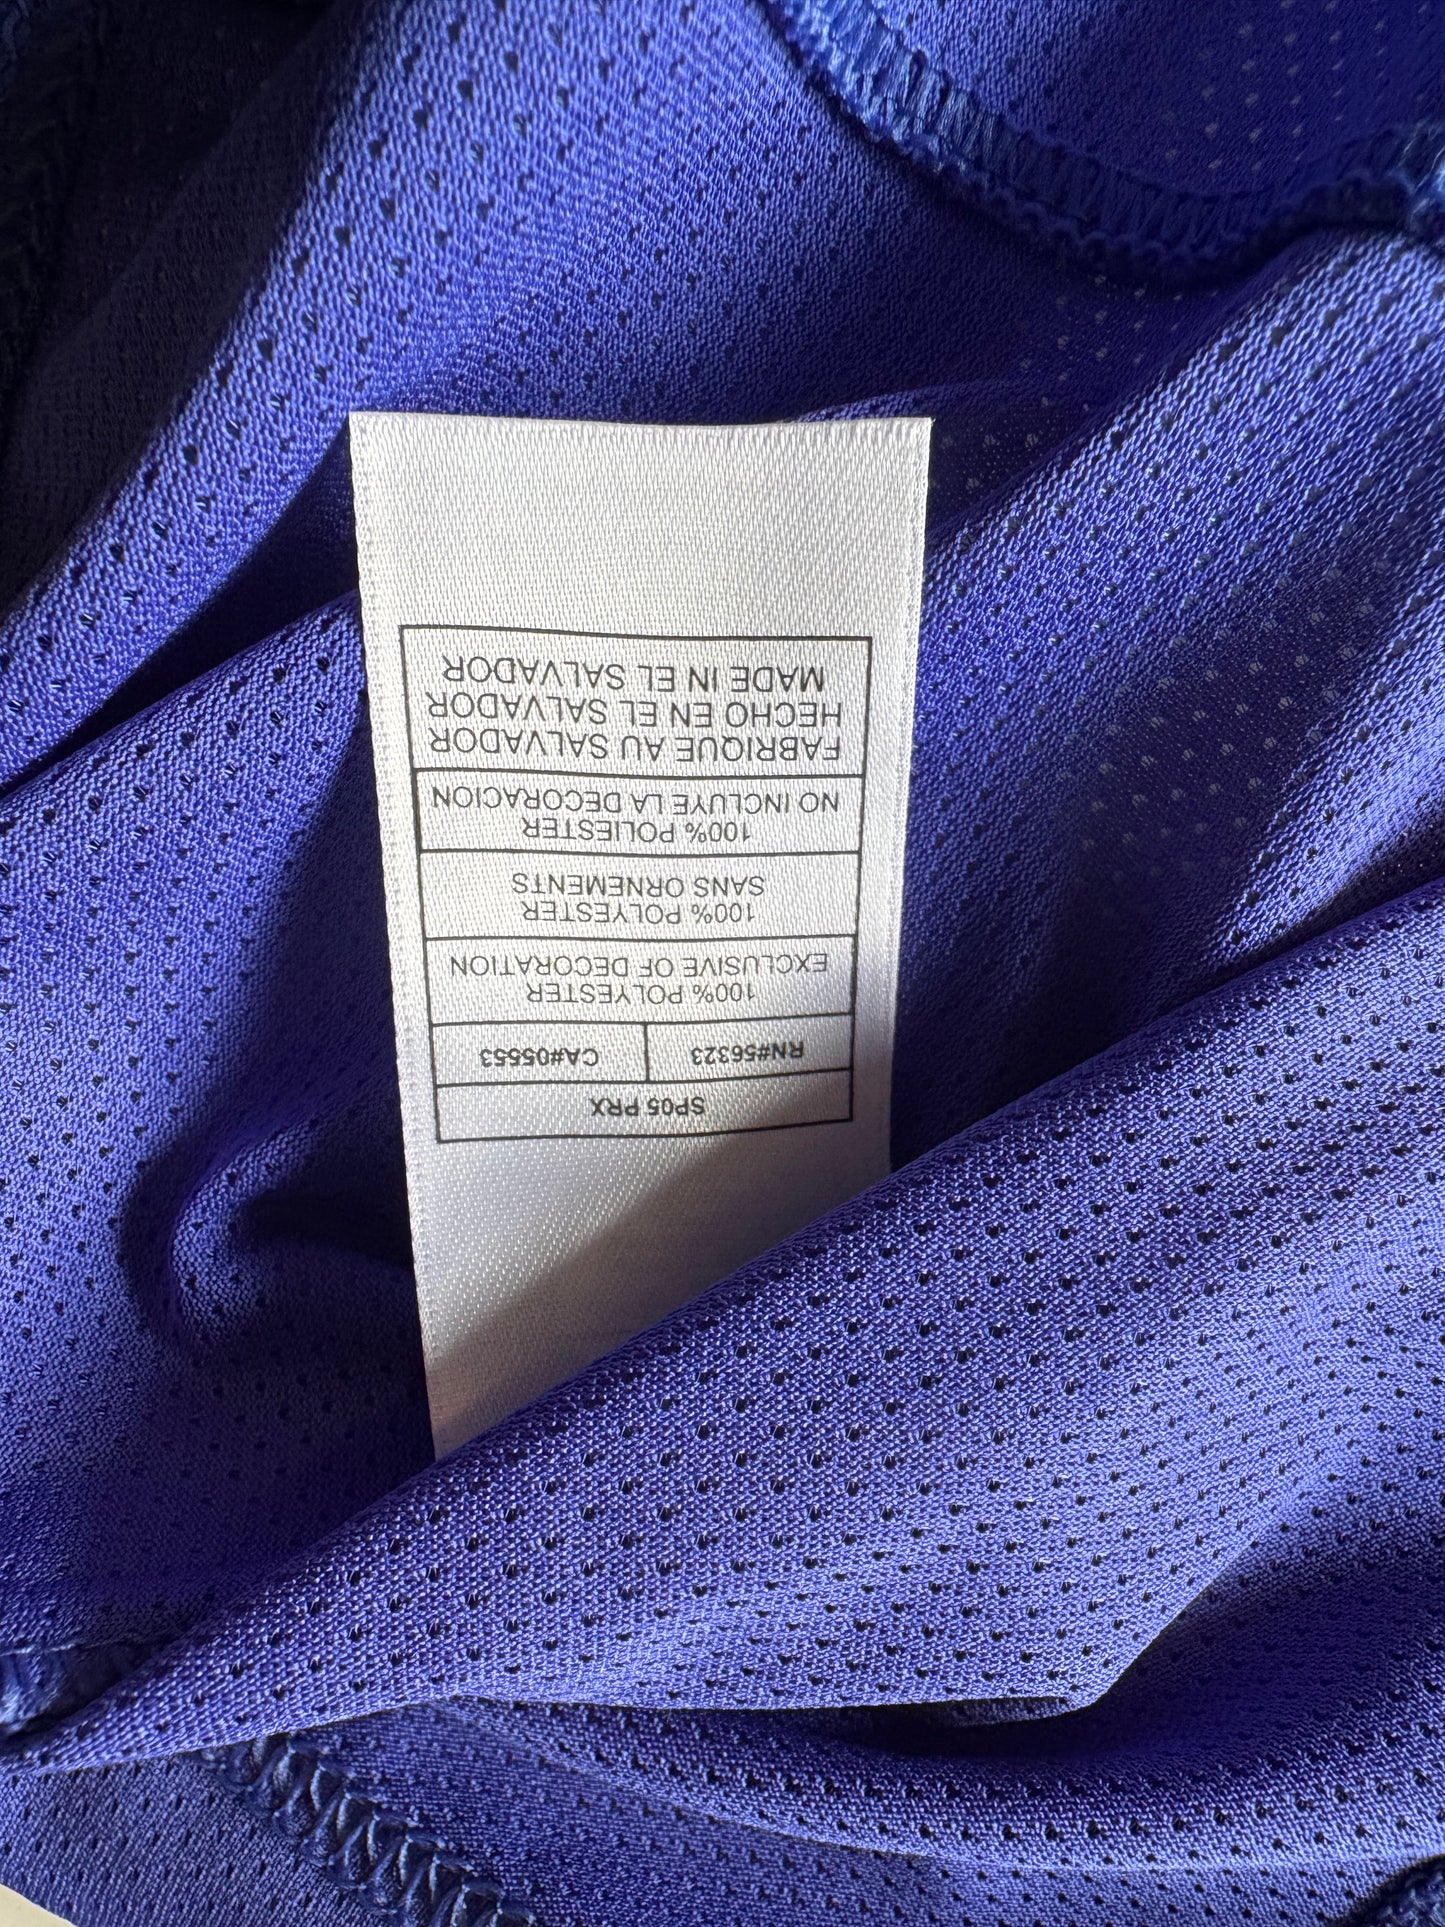 SP05 PRX
RN#56323 CA#05553
100% POLYESTER
EXCLUSIVE OF DECORATION
100% POLYESTER
SANS ORNEMENTS
100% POLIESTER
NO INCLUYE LA DECORACION
FABRIQUE AU SALVADOR
HECHO EN EL SALVADOR
MADE IN EL SALVADOR